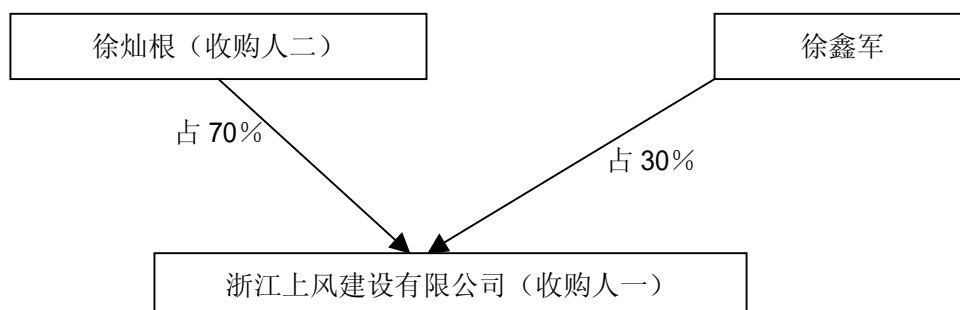 徐灿根（收购人二）
徐鑫军
占 70％
占 30％
浙江上风建设有限公司（收购人一）